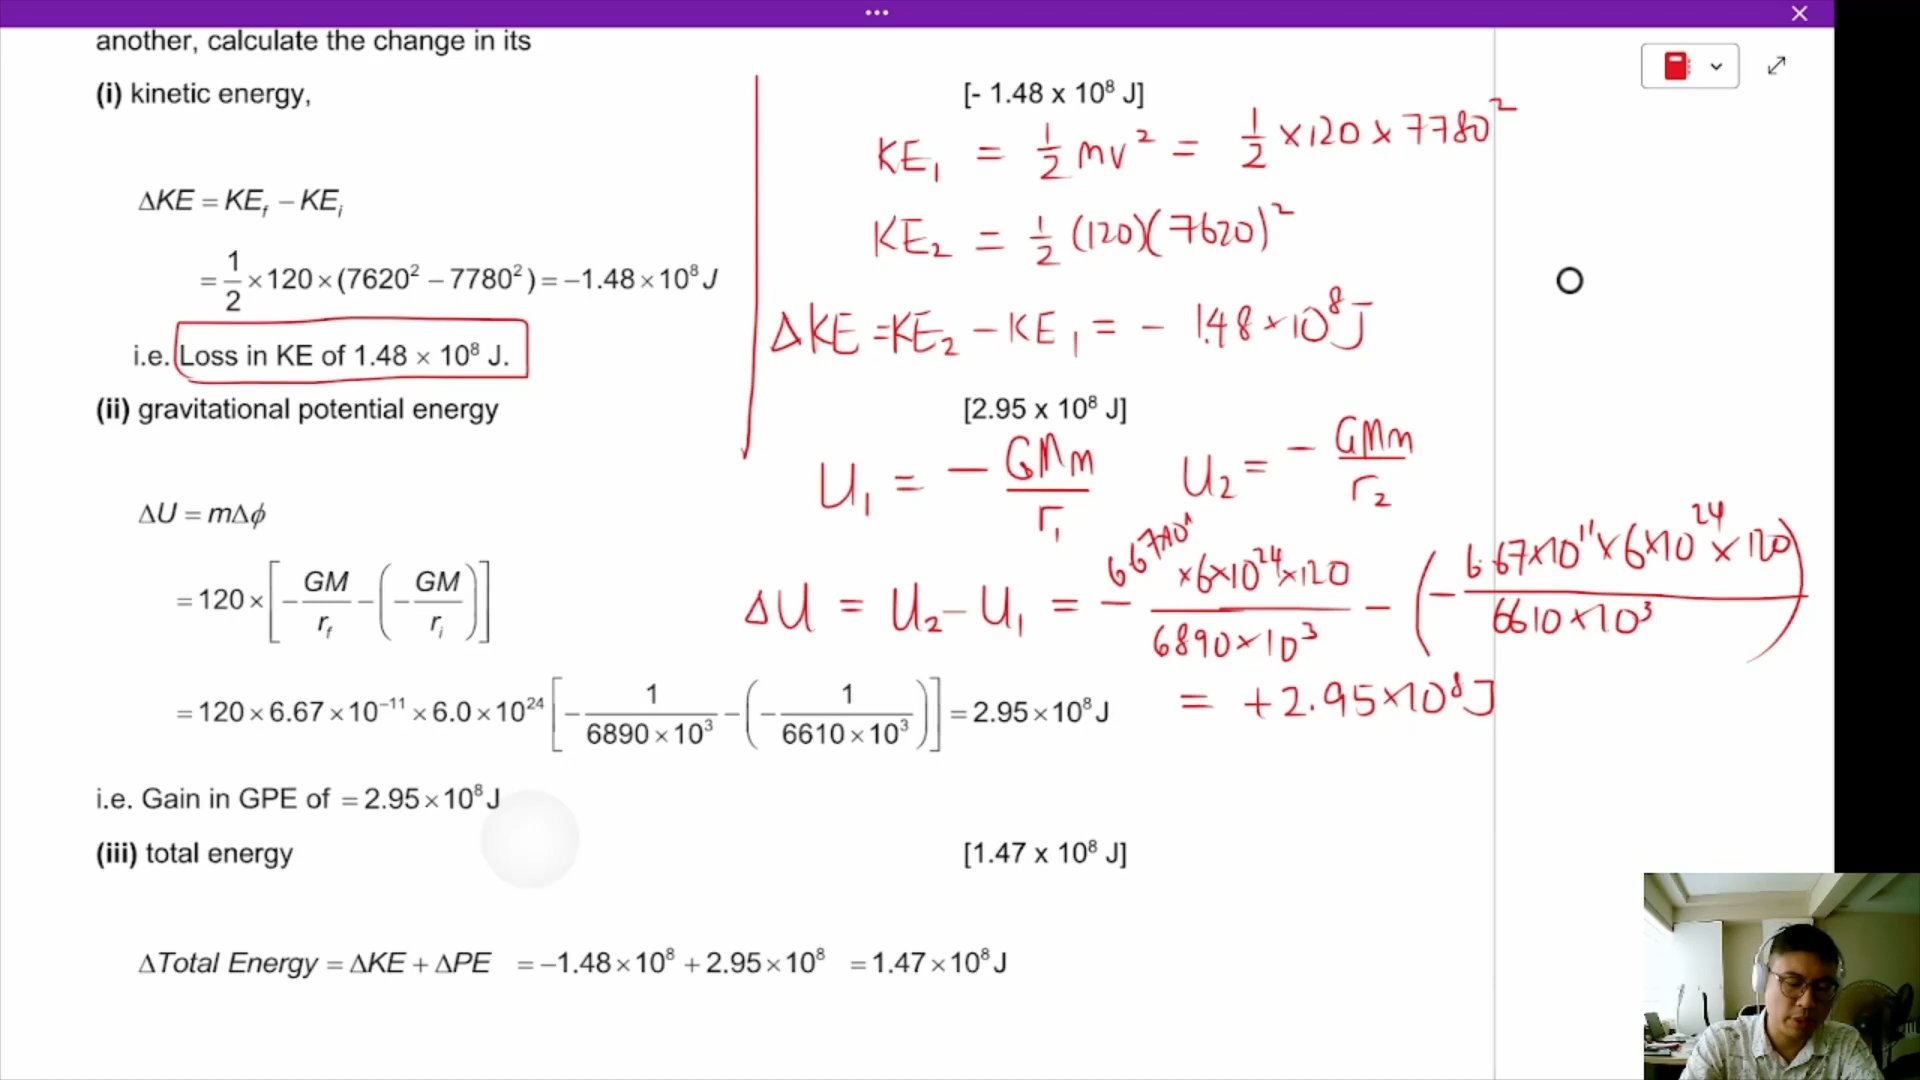 another, calculate the change in its
(i) kinetic energy,
[- 1.48 x 10⁸ J]
KE₁ = 1/2 mv² = 1/2 ×120 × 7780²
ΔKE = KE_f − KE_i
KE₂ = 1/2 (120)(7620)²
= 1/2 ×120×(7620² − 7780²) = −1.48×10⁸ J
ΔKE = KE₂ − KE₁ = − 1.48×10⁸ J
i.e. Loss in KE of 1.48 × 10⁸ J.
(ii) gravitational potential energy
[2.95 x 10⁸ J]
U₁ = − GMm/r₁
U₂ = − GMm/r₂
ΔU = mΔϕ
= 120 × [ − GM/r_f − ( − GM/r_i ) ]
ΔU = U₂ − U₁ = − 6.67×10 ×6×10²⁴×120 / 6890×10³ − ( − 6.67×10¹¹×6×10²⁴×120 / 6610×10³ )
= +2.95×10⁸ J
= 120×6.67×10⁻¹¹×6.0×10²⁴ [ − 1/6890×10³ − ( − 1/6610×10³ ) ] = 2.95×10⁸ J
i.e. Gain in GPE of = 2.95×10⁸ J
(iii) total energy
[1.47 x 10⁸ J]
ΔTotal Energy = ΔKE + ΔPE = −1.48×10⁸ + 2.95×10⁸ = 1.47×10⁸ J